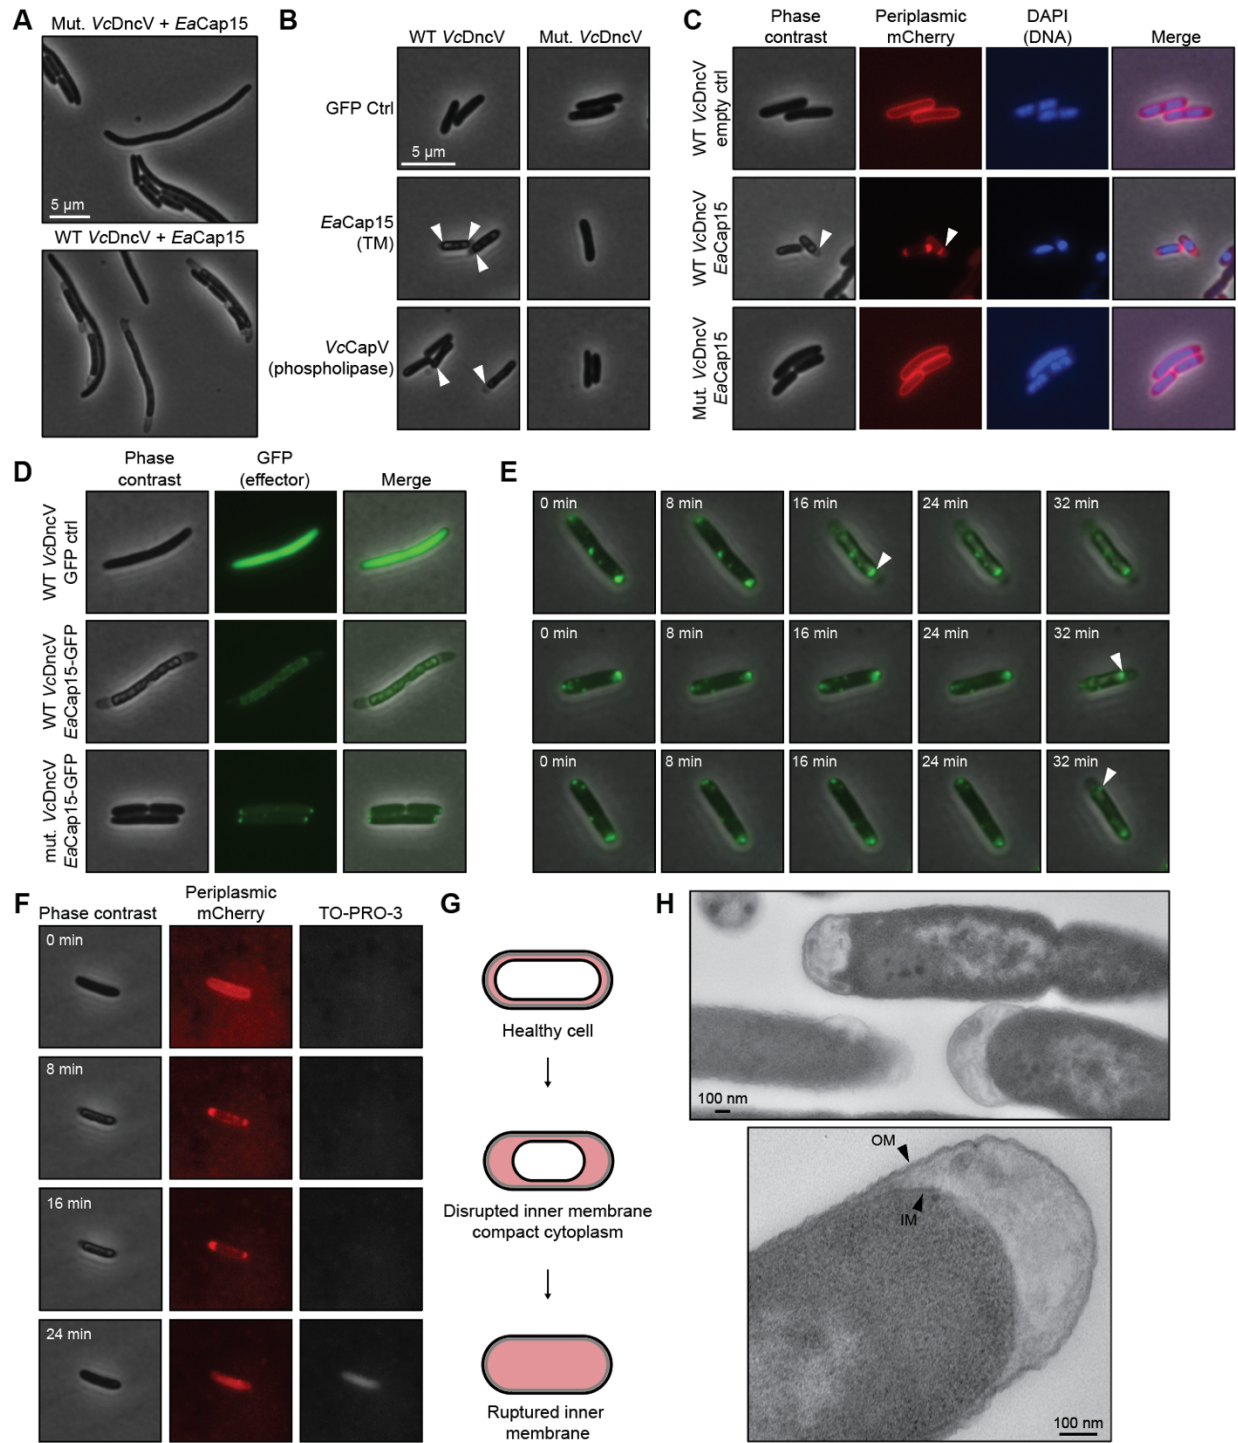 A
Mut. VcDncV + EaCap15
5 µm
WT VcDncV + EaCap15
B
WT VcDncV
Mut. VcDncV
GFP Ctrl
5 µm
EaCap15
(TM)
VcCapV
(phospholipase)
C
Phase
contrast
Periplasmic
mCherry
DAPI
(DNA)
Merge
WT VcDncV
empty ctrl
WT VcDncV
EaCap15
Mut. VcDncV
EaCap15
D
Phase
contrast
GFP
(effector)
Merge
WT VcDncV
GFP ctrl
WT VcDncV
EaCap15-GFP
mut. VcDncV
EaCap15-GFP
E
0 min
8 min
16 min
24 min
32 min
0 min
8 min
16 min
24 min
32 min
0 min
8 min
16 min
24 min
32 min
F
Phase contrast
Periplasmic
mCherry
TO-PRO-3
0 min
8 min
16 min
24 min
G
Healthy cell
Disrupted inner membrane
compact cytoplasm
Ruptured inner
membrane
H
100 nm
OM
IM
100 nm